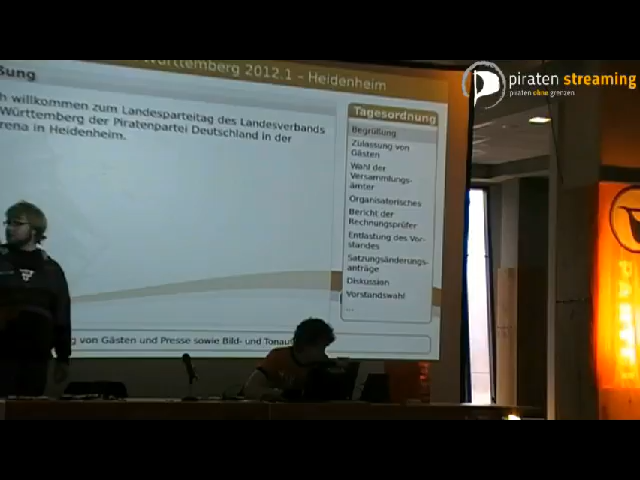 piraten streaming
piraten ohne grenzen
Württemberg 2012.1 – Heidenheim
ßung
h willkommen zum Landesparteitag des Landesverbands
Württemberg der Piratenpartei Deutschland in der
rena in Heidenheim.
Tagesordnung
Begrüßung
Zulassung von
Gästen
Wahl der
Versammlungs-
ämter
Organisatorisches
Bericht der
Rechnungsprüfer
Entlastung des Vor-
standes
Satzungsänderungs-
anträge
Diskussion
Vorstandswahl
...
g von Gästen und Presse sowie Bild- und Tonauf